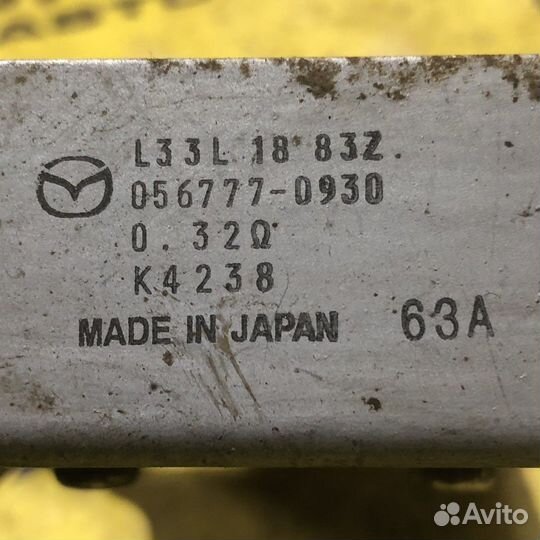 L33L 18 83Z
056777-0930
0.32Ω
K4238
MADE IN JAPAN 63A
Avito